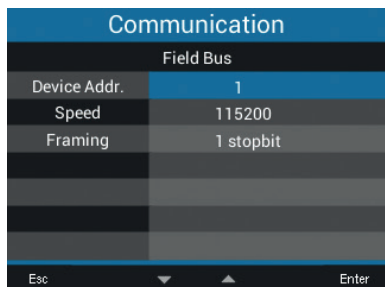 Communication
Field Bus
Device Addr. 1
Speed 115200
Framing 1 stopbit
Esc Enter